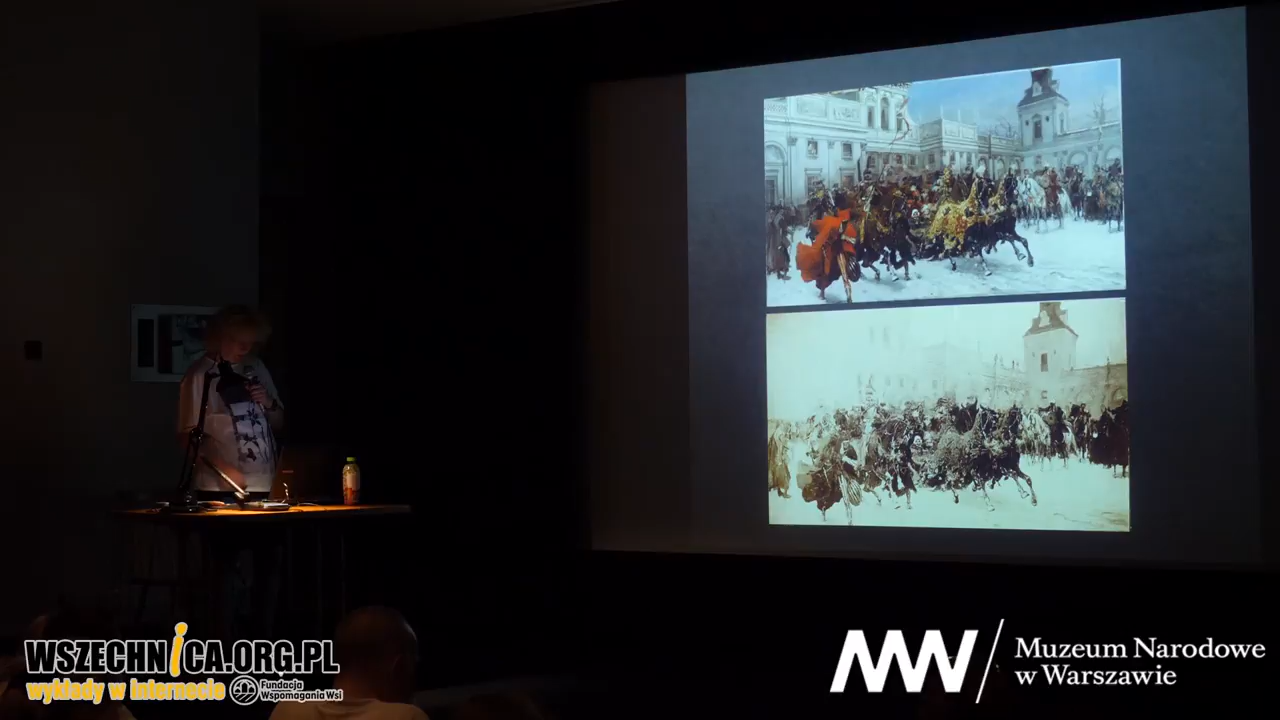 WSZECHNiCA.ORG.PL
wykłady w internecie
Fundacja
Wspomagania Wsi
Muzeum Narodowe
w Warszawie